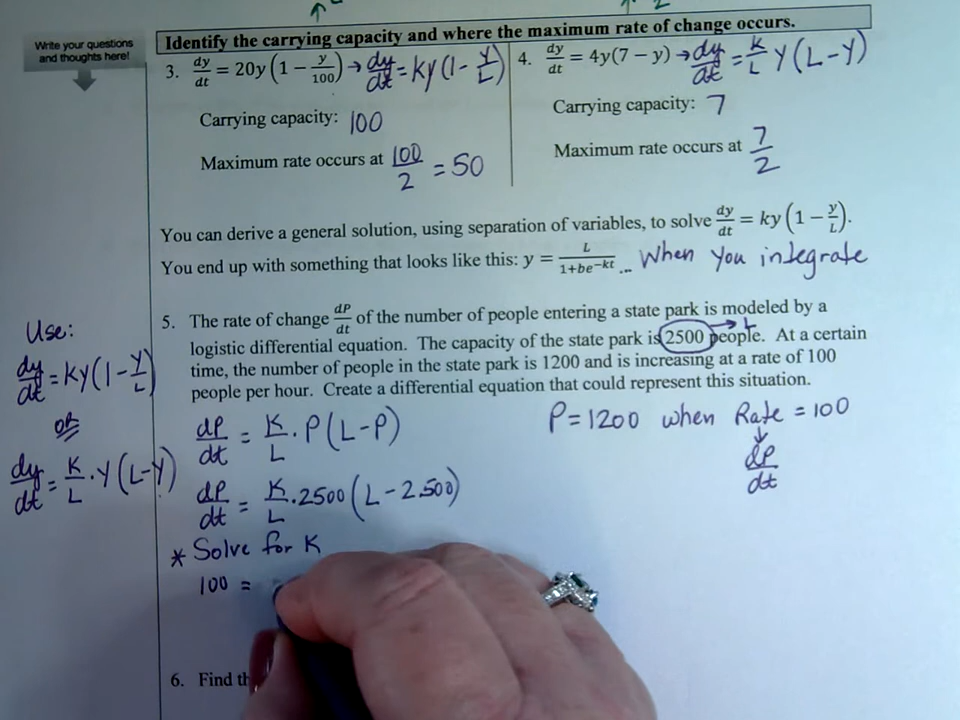 Write your questions
and thoughts here!
Identify the carrying capacity and where the maximum rate of change occurs.
3. dy/dt = 20y(1 − y/100) → dy/dt = Ky(1 − y/L)
Carrying capacity: 100
Maximum rate occurs at 100/2 = 50
4. dy/dt = 4y(7 − y) → dy/dt = K/L Y(L − Y)
Carrying capacity: 7
Maximum rate occurs at 7/2
You can derive a general solution, using separation of variables, to solve dy/dt = ky(1 − y/L).
You end up with something that looks like this: y = L/(1+be^−kt) ... When you integrate
5. The rate of change dP/dt of the number of people entering a state park is modeled by a
logistic differential equation. The capacity of the state park is 2500 people. At a certain → L
time, the number of people in the state park is 1200 and is increasing at a rate of 100
people per hour. Create a differential equation that could represent this situation.
Use:
dy/dt = Ky(1 − y/L)
or
dy/dt = K/L · Y(L − Y)
dP/dt = K/L · P(L − P)
dP/dt = K/L · 2500(L − 2500)
* Solve for K
100 =
P = 1200 when Rate = 100
↓
dP/dt
6. Find th